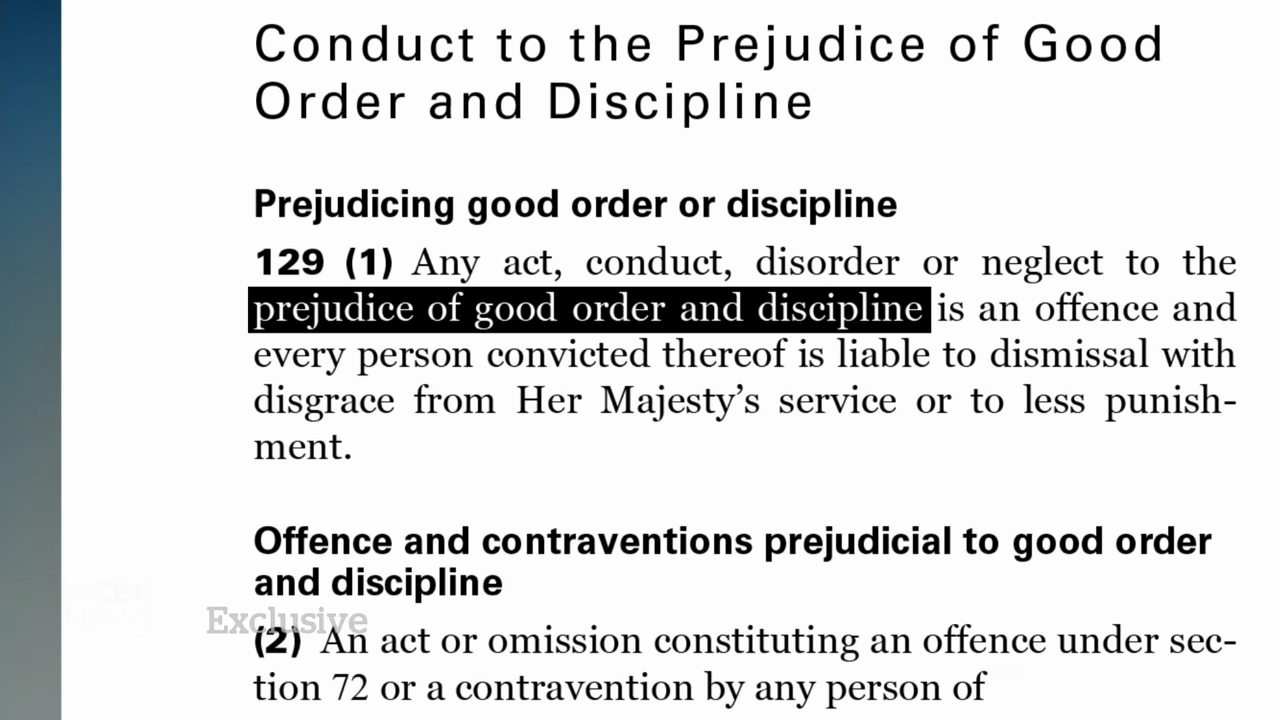 Conduct to the Prejudice of Good
Order and Discipline
Prejudicing good order or discipline
129 (1) Any act, conduct, disorder or neglect to the
prejudice of good order and discipline is an offence and
every person convicted thereof is liable to dismissal with
disgrace from Her Majesty's service or to less punish-
ment.
Offence and contraventions prejudicial to good order
and discipline
CBC
NEWS
Exclusive
(2) An act or omission constituting an offence under sec-
tion 72 or a contravention by any person of